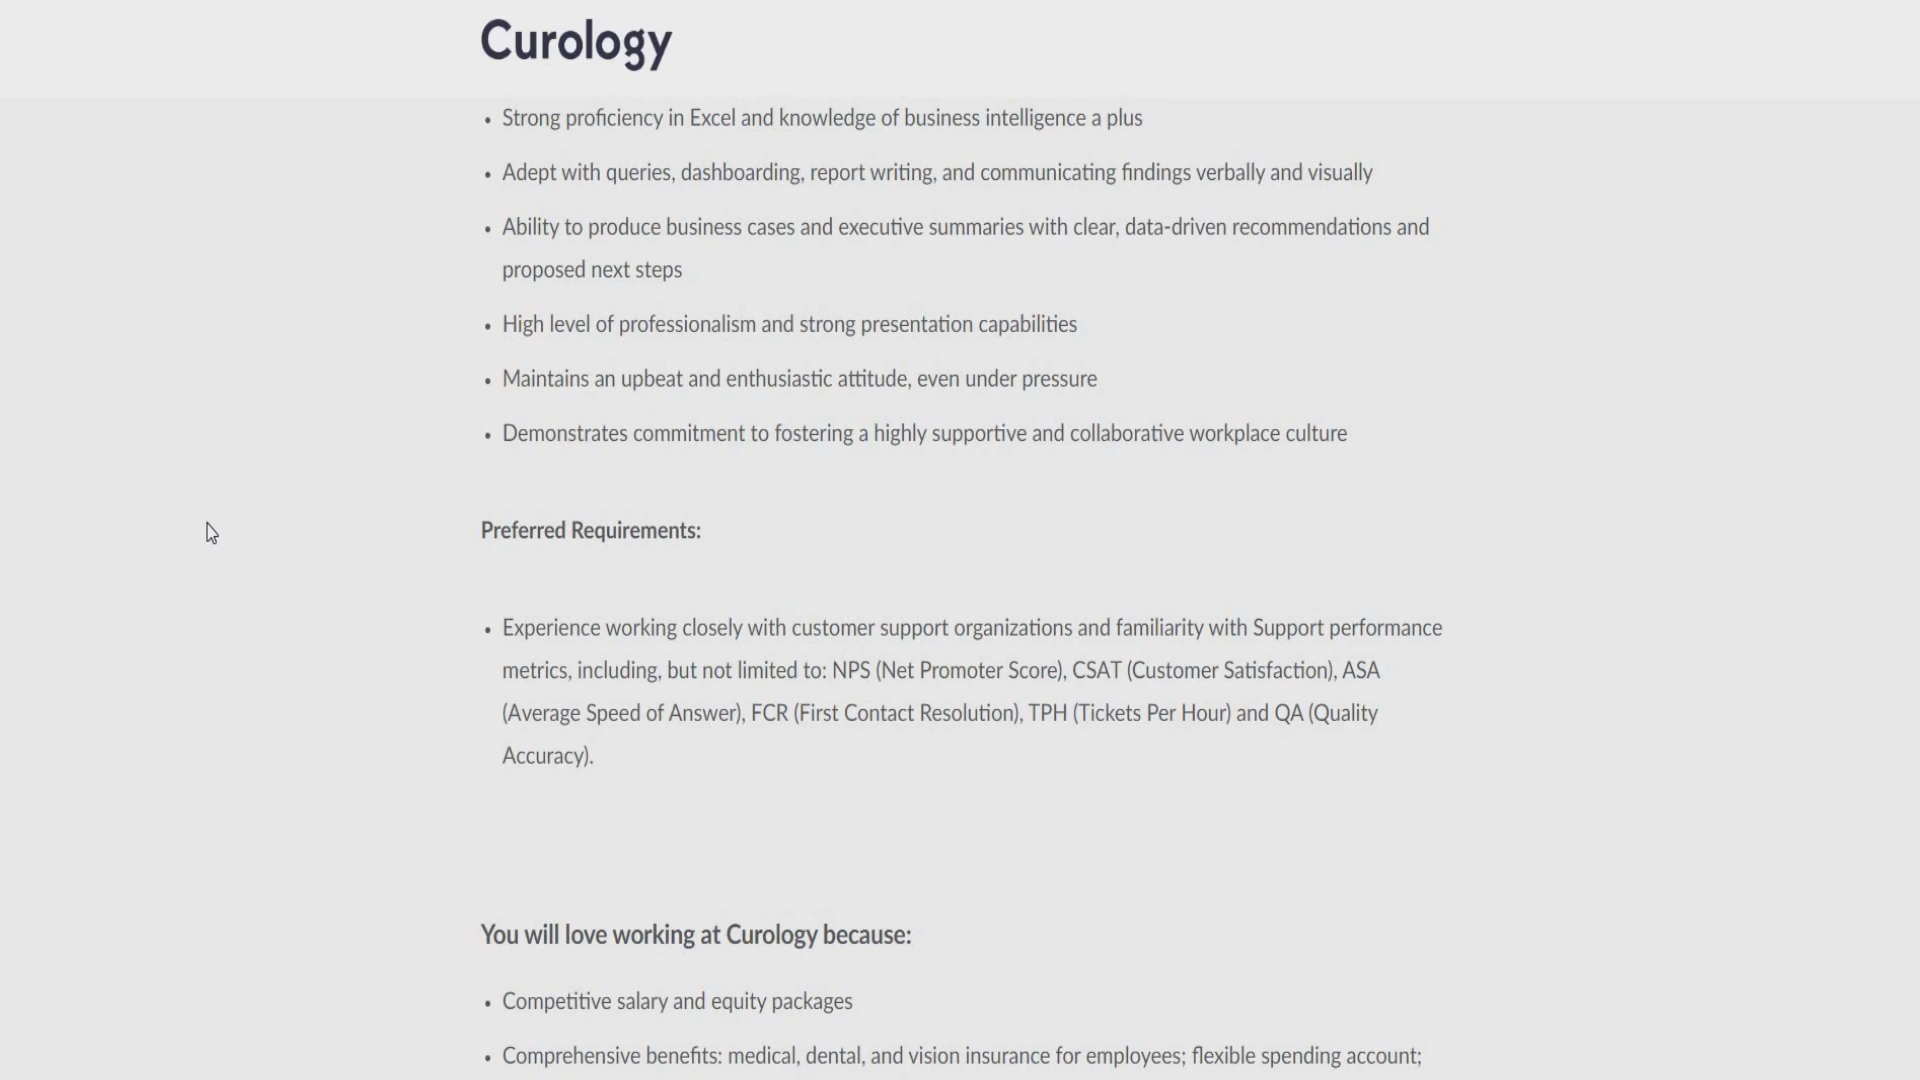 Curology
• Strong proficiency in Excel and knowledge of business intelligence a plus
• Adept with queries, dashboarding, report writing, and communicating findings verbally and visually
• Ability to produce business cases and executive summaries with clear, data-driven recommendations and
proposed next steps
• High level of professionalism and strong presentation capabilities
• Maintains an upbeat and enthusiastic attitude, even under pressure
• Demonstrates commitment to fostering a highly supportive and collaborative workplace culture
Preferred Requirements:
• Experience working closely with customer support organizations and familiarity with Support performance
metrics, including, but not limited to: NPS (Net Promoter Score), CSAT (Customer Satisfaction), ASA
(Average Speed of Answer), FCR (First Contact Resolution), TPH (Tickets Per Hour) and QA (Quality
Accuracy).
You will love working at Curology because:
• Competitive salary and equity packages
• Comprehensive benefits: medical, dental, and vision insurance for employees; flexible spending account;